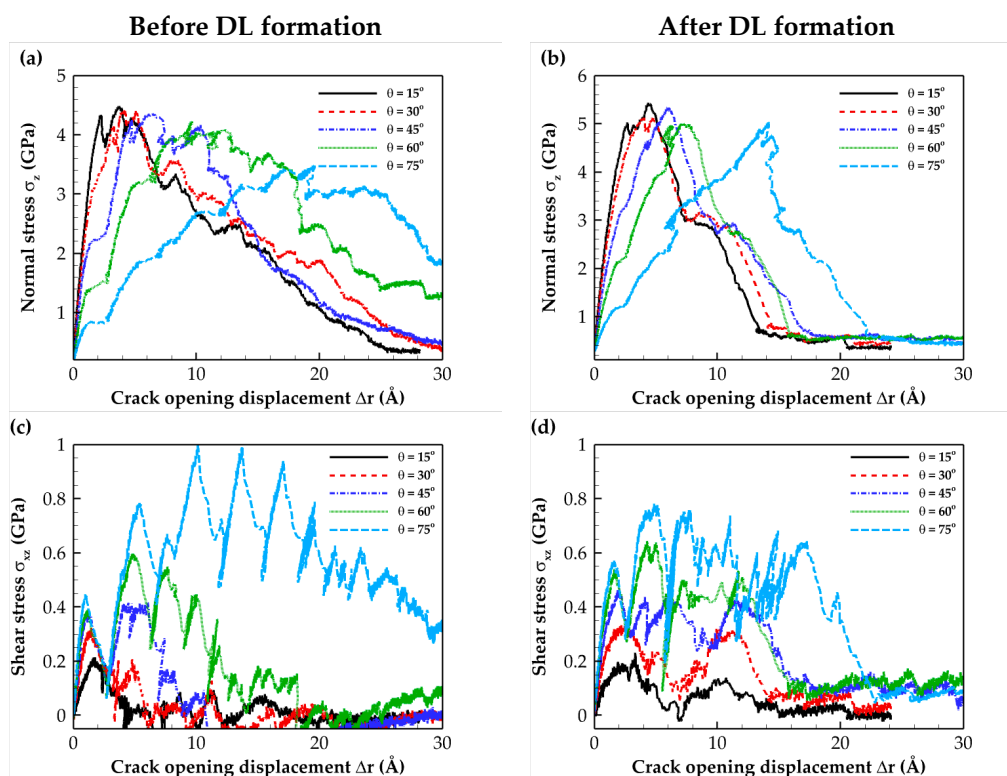 Before DL formation
After DL formation
(a)
5
4
3
2
1
0
10
20
30
Normal stress σz (GPa)
Crack opening displacement Δr (Å)
θ = 15°
θ = 30°
θ = 45°
θ = 60°
θ = 75°
(b)
6
5
4
3
2
1
0
10
20
30
Normal stress σz (GPa)
Crack opening displacement Δr (Å)
θ = 15°
θ = 30°
θ = 45°
θ = 60°
θ = 75°
(c)
1
0.8
0.6
0.4
0.2
0
0
10
20
30
Shear stress σxz (GPa)
Crack opening displacement Δr (Å)
θ = 15°
θ = 30°
θ = 45°
θ = 60°
θ = 75°
(d)
1
0.8
0.6
0.4
0.2
0
0
10
20
30
Shear stress σxz (GPa)
Crack opening displacement Δr (Å)
θ = 15°
θ = 30°
θ = 45°
θ = 60°
θ = 75°